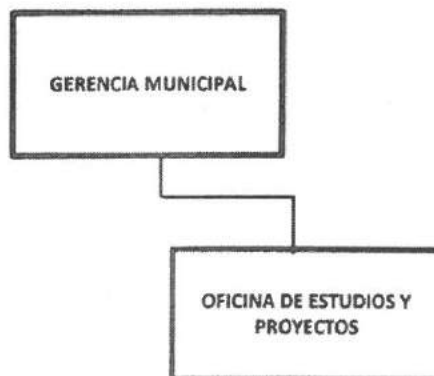 GERENCIA MUNICIPAL
OFICINA DE ESTUDIOS Y
PROYECTOS